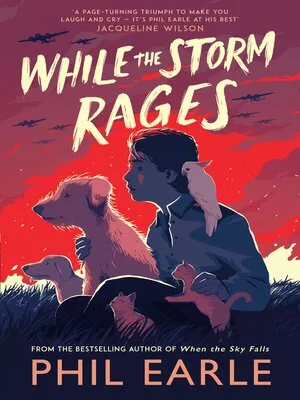 "A PAGE-TURNING TRIUMPH TO MAKE YOU
LAUGH AND CRY – IT'S PHIL EARLE AT HIS BEST"
JACQUELINE WILSON
WHILE THE STORM
RAGES
FROM THE BESTSELLING AUTHOR OF When the Sky Falls
PHIL EARLE